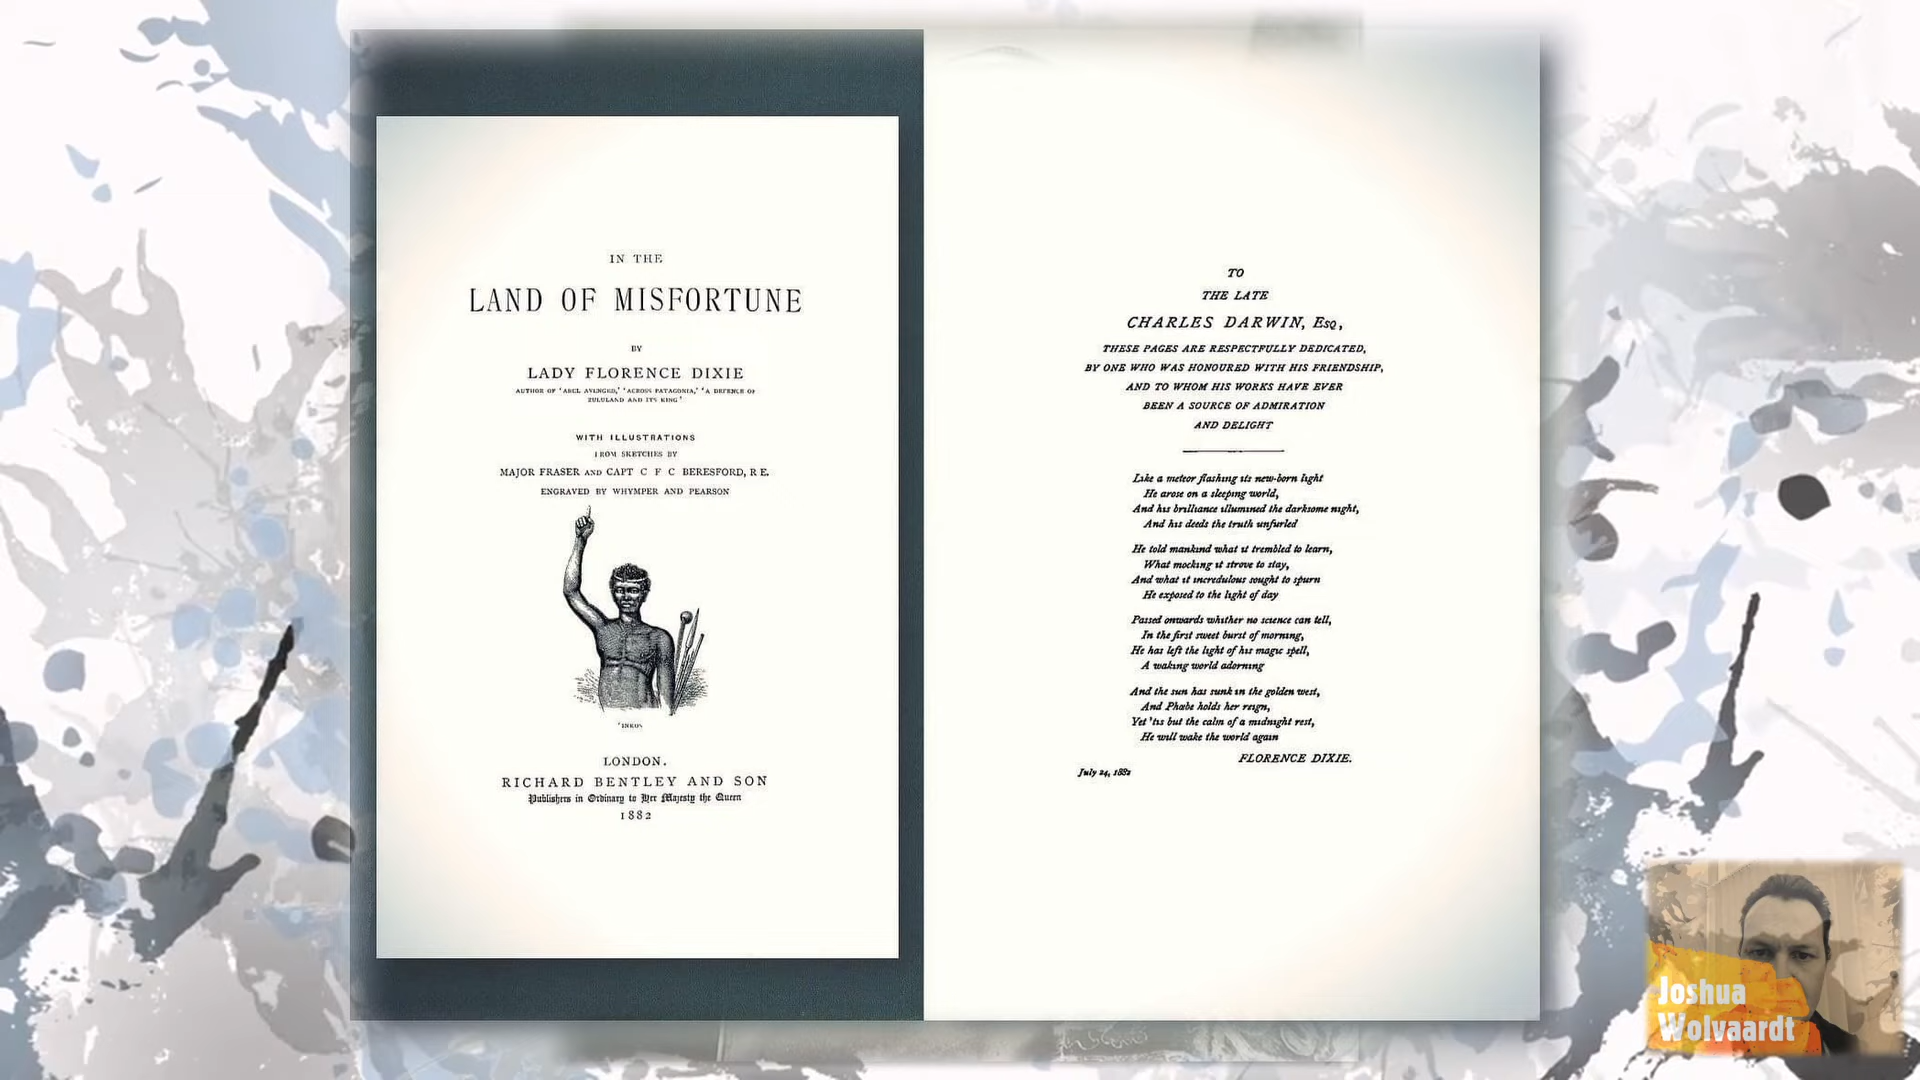 IN THE
LAND OF MISFORTUNE
BY
LADY FLORENCE DIXIE
AUTHOR OF 'ABEL AVENGED,' 'ACROSS PATAGONIA,' 'A DEFENCE OF
ZULULAND AND ITS KING'
WITH ILLUSTRATIONS
FROM SKETCHES BY
MAJOR FRASER AND CAPT C F C BERESFORD, R E.
ENGRAVED BY WHYMPER AND PEARSON
LONDON.
RICHARD BENTLEY AND SON
Publishers in Ordinary to Her Majesty the Queen
1882
TO
THE LATE
CHARLES DARWIN, ESQ,
THESE PAGES ARE RESPECTFULLY DEDICATED,
BY ONE WHO WAS HONOURED WITH HIS FRIENDSHIP,
AND TO WHOM HIS WORKS HAVE EVER
BEEN A SOURCE OF ADMIRATION
AND DELIGHT
Like a meteor flashing its new-born light
He arose on a sleeping world,
And his brilliance illumined the darksome night,
And his deeds the truth unfurled
He told mankind what it trembled to learn,
What mocking it strove to stay,
And what it incredulous sought to spurn
He exposed to the light of day
Passed onwards whither no science can tell,
In the first sweet burst of morning,
He has left the light of his magic spell,
A waking world adorning
And the sun has sunk in the golden west,
And Phœbe holds her reign,
Yet 'tis but the calm of a midnight rest,
He will wake the world again
FLORENCE DIXIE.
July 24, 1882
Joshua
Wolvaardt